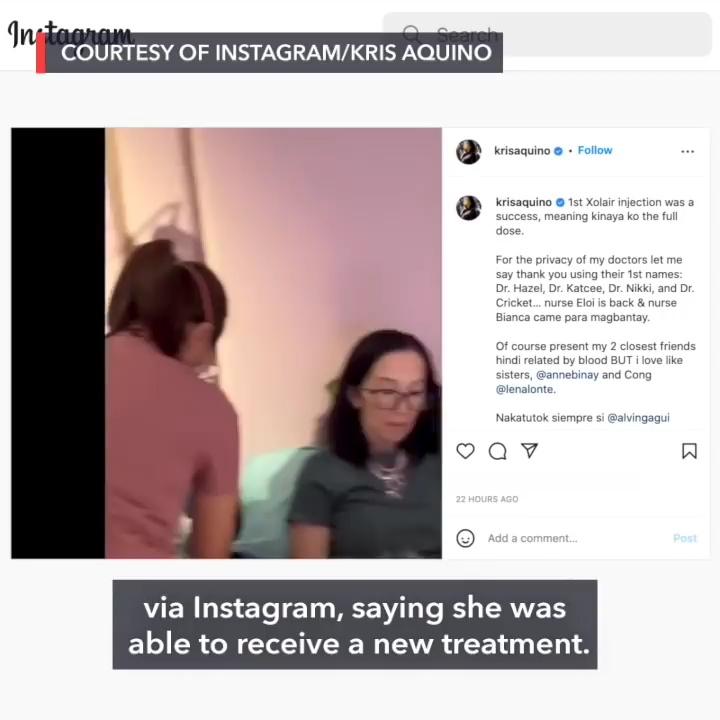 Instagram
Search
COURTESY OF INSTAGRAM/KRIS AQUINO
krisaquino • Follow
krisaquino 1st Xolair injection was a
success, meaning kinaya ko the full
dose.
For the privacy of my doctors let me
say thank you using their 1st names:
Dr. Hazel, Dr. Katcee, Dr. Nikki, and Dr.
Cricket... nurse Eloi is back & nurse
Bianca came para magbantay.
Of course present my 2 closest friends
hindi related by blood BUT i love like
sisters, @annebinay and Cong
@lenalonte.
Nakatutok siempre si @alvingagui
22 HOURS AGO
Add a comment... Post
via Instagram, saying she was
able to receive a new treatment.